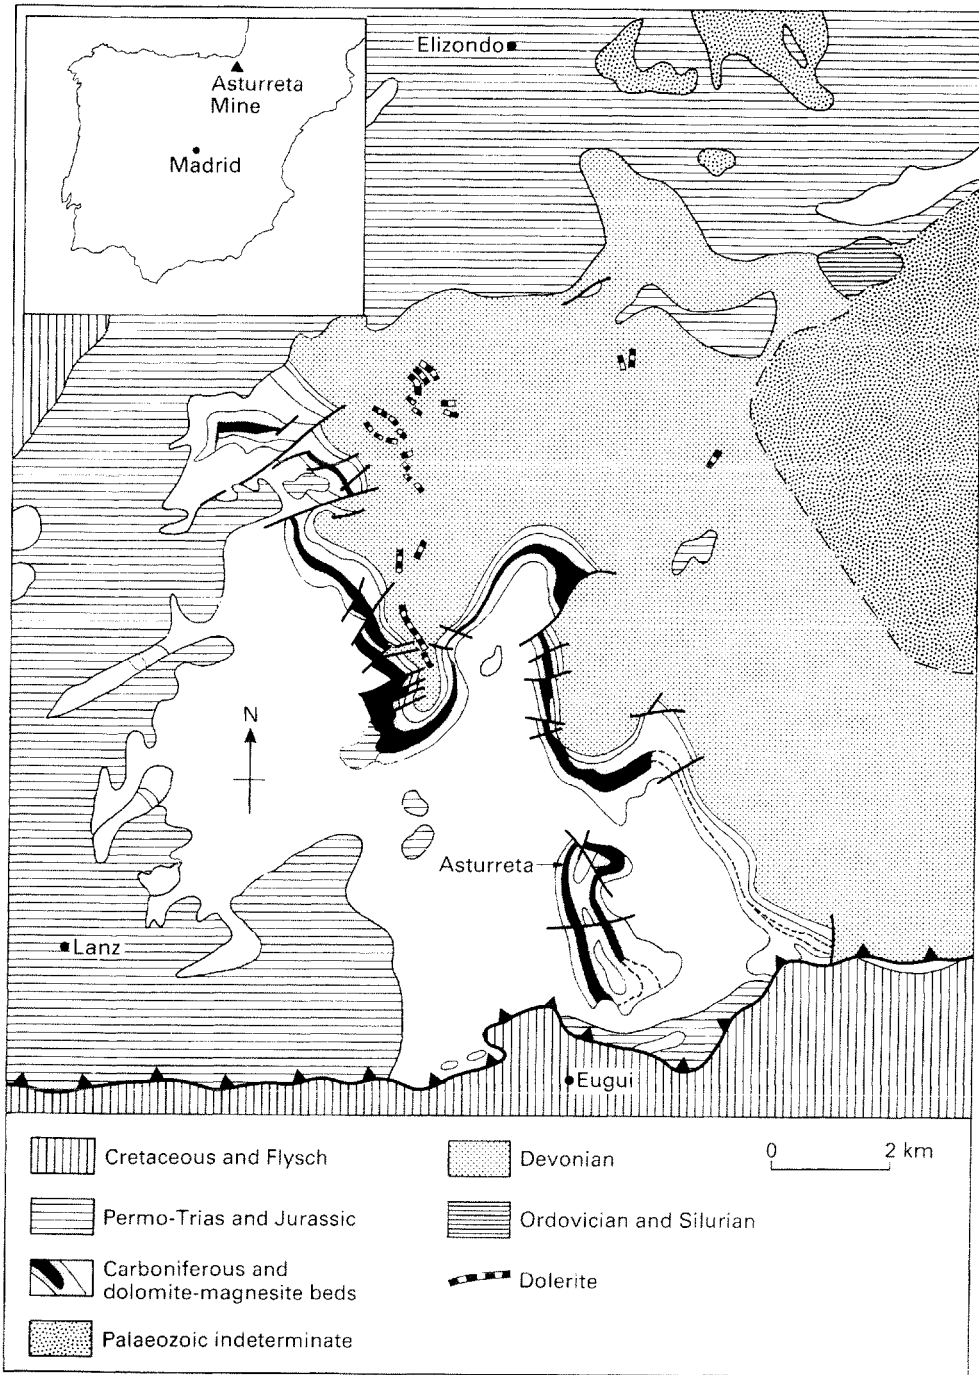 Elizondo
Asturreta
Mine
Madrid
N
Asturreta
Lanz
Eugui
Cretaceous and Flysch
Permo-Trias and Jurassic
Carboniferous and
dolomite-magnesite beds
Palaeozoic indeterminate
Devonian
Ordovician and Silurian
Dolerite
0 2 km